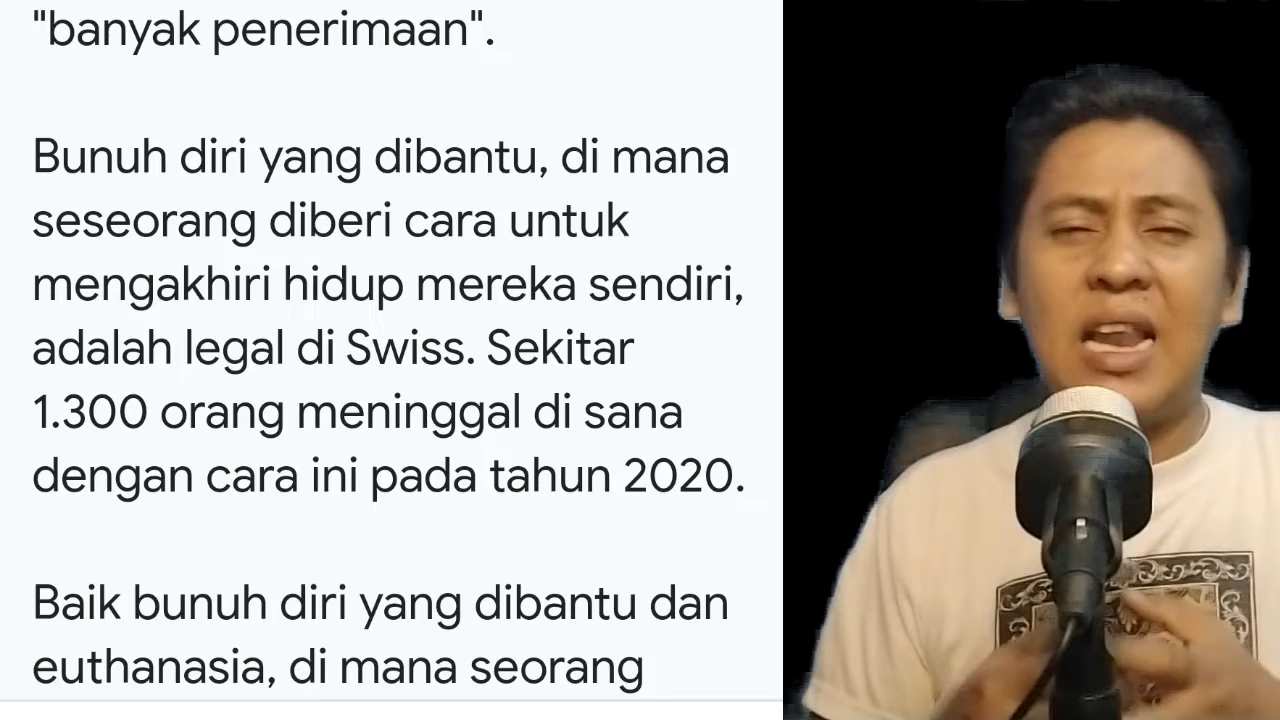 "banyak penerimaan".
Bunuh diri yang dibantu, di mana
seseorang diberi cara untuk
mengakhiri hidup mereka sendiri,
adalah legal di Swiss. Sekitar
1.300 orang meninggal di sana
dengan cara ini pada tahun 2020.
Baik bunuh diri yang dibantu dan
euthanasia, di mana seorang